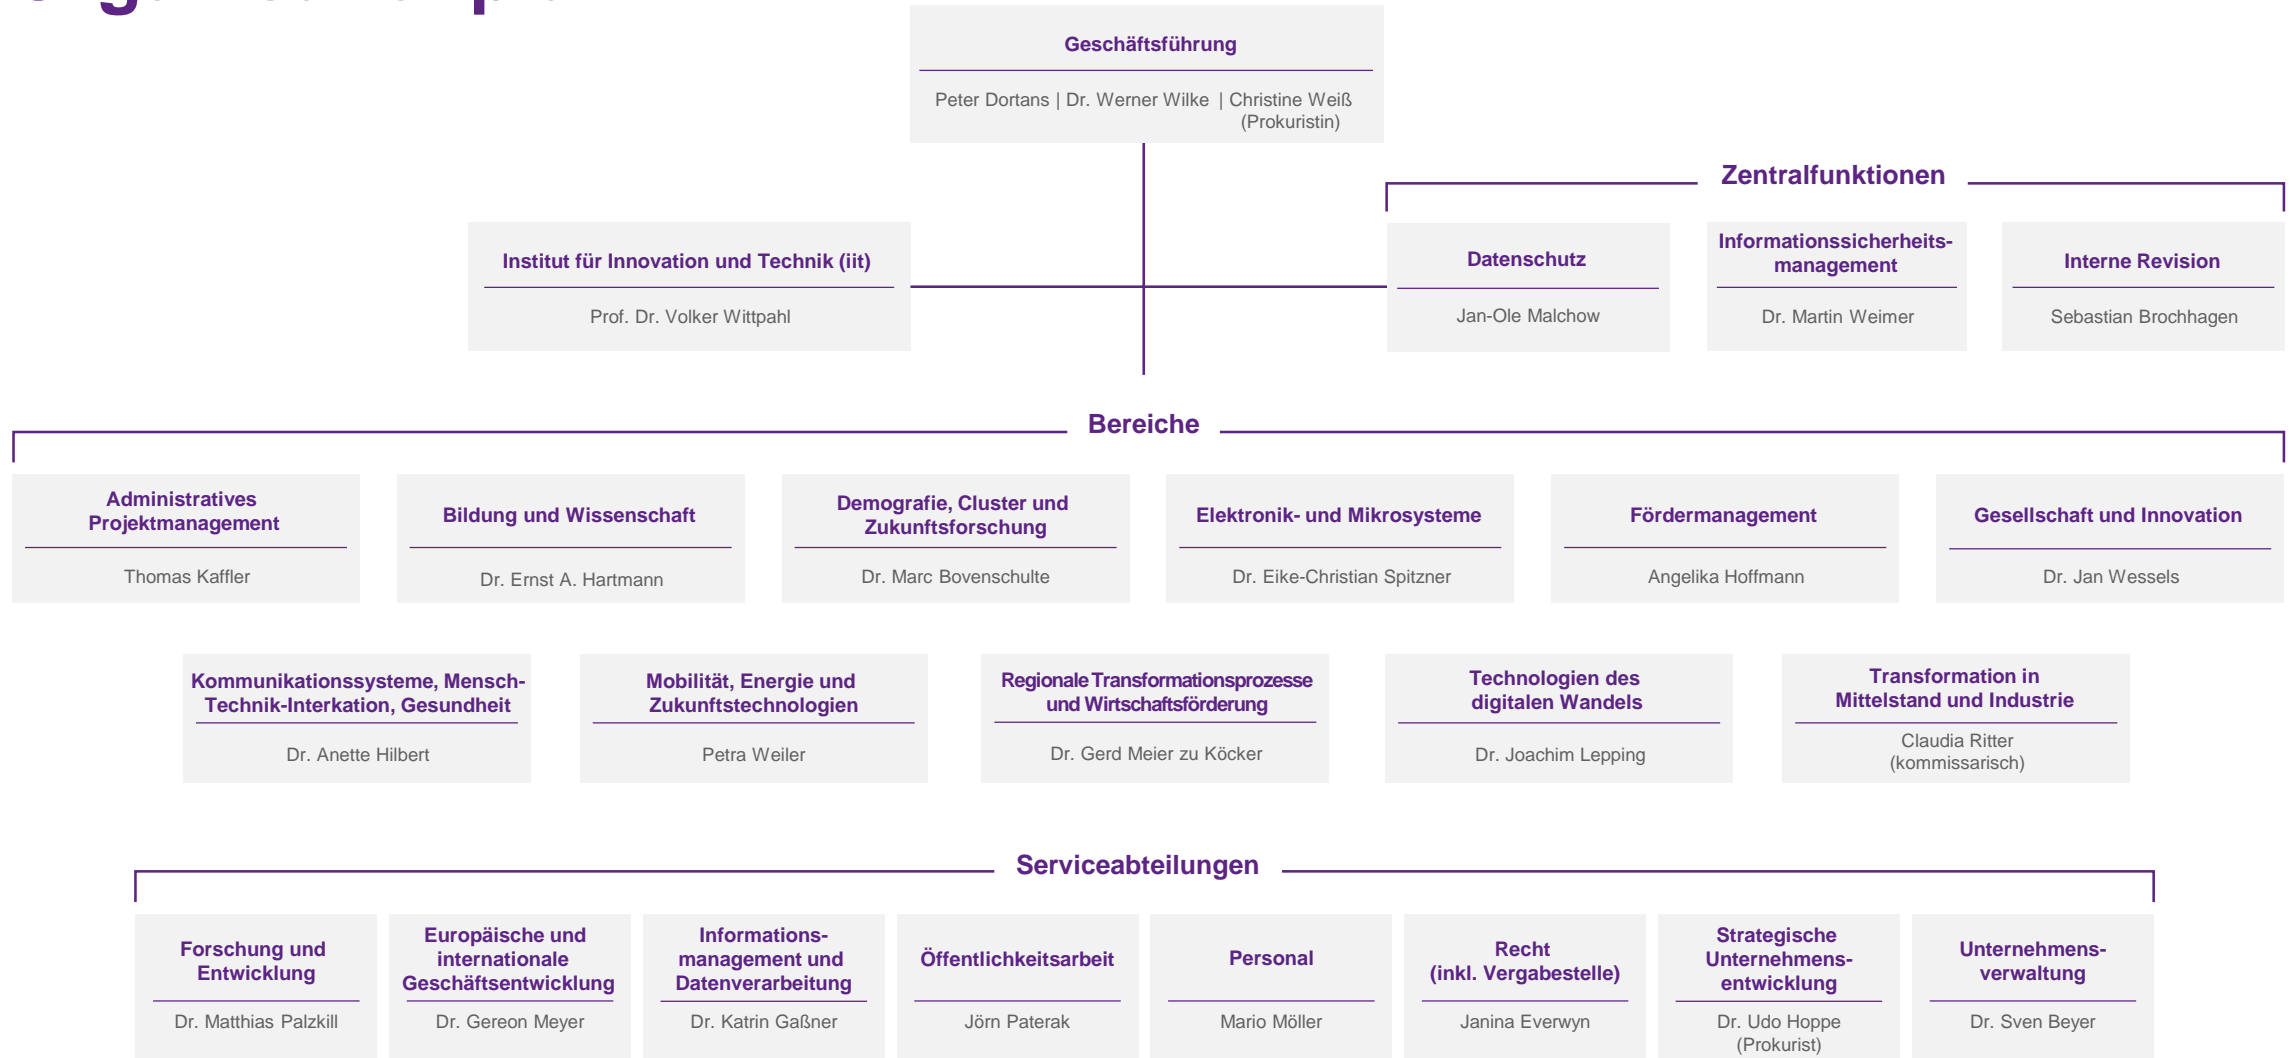 Geschäftsführung
Peter Dortans | Dr. Werner Wilke | Christine Weiß
(Prokuristin)
Zentralfunktionen
Institut für Innovation und Technik (iit)
Prof. Dr. Volker Wittpahl
Datenschutz
Jan-Ole Malchow
Informationssicherheits-
management
Dr. Martin Weimer
Interne Revision
Sebastian Brochhagen
Bereiche
Administratives
Projektmanagement
Thomas Kaffler
Bildung und Wissenschaft
Dr. Ernst A. Hartmann
Demografie, Cluster und
Zukunftsforschung
Dr. Marc Bovenschulte
Elektronik- und Mikrosysteme
Dr. Eike-Christian Spitzner
Fördermanagement
Angelika Hoffmann
Gesellschaft und Innovation
Dr. Jan Wessels
Kommunikationssysteme, Mensch-
Technik-Interkation, Gesundheit
Dr. Anette Hilbert
Mobilität, Energie und
Zukunftstechnologien
Petra Weiler
Regionale Transformationsprozesse
und Wirtschaftsförderung
Dr. Gerd Meier zu Köcker
Technologien des
digitalen Wandels
Dr. Joachim Lepping
Transformation in
Mittelstand und Industrie
Claudia Ritter
(kommissarisch)
Serviceabteilungen
Forschung und
Entwicklung
Dr. Matthias Palzkill
Europäische und
internationale
Geschäftsentwicklung
Dr. Gereon Meyer
Informations-
management und
Datenverarbeitung
Dr. Katrin Gaßner
Öffentlichkeitsarbeit
Jörn Paterak
Personal
Mario Möller
Recht
(inkl. Vergabestelle)
Janina Everwyn
Strategische
Unternehmens-
entwicklung
Dr. Udo Hoppe
(Prokurist)
Unternehmens-
verwaltung
Dr. Sven Beyer